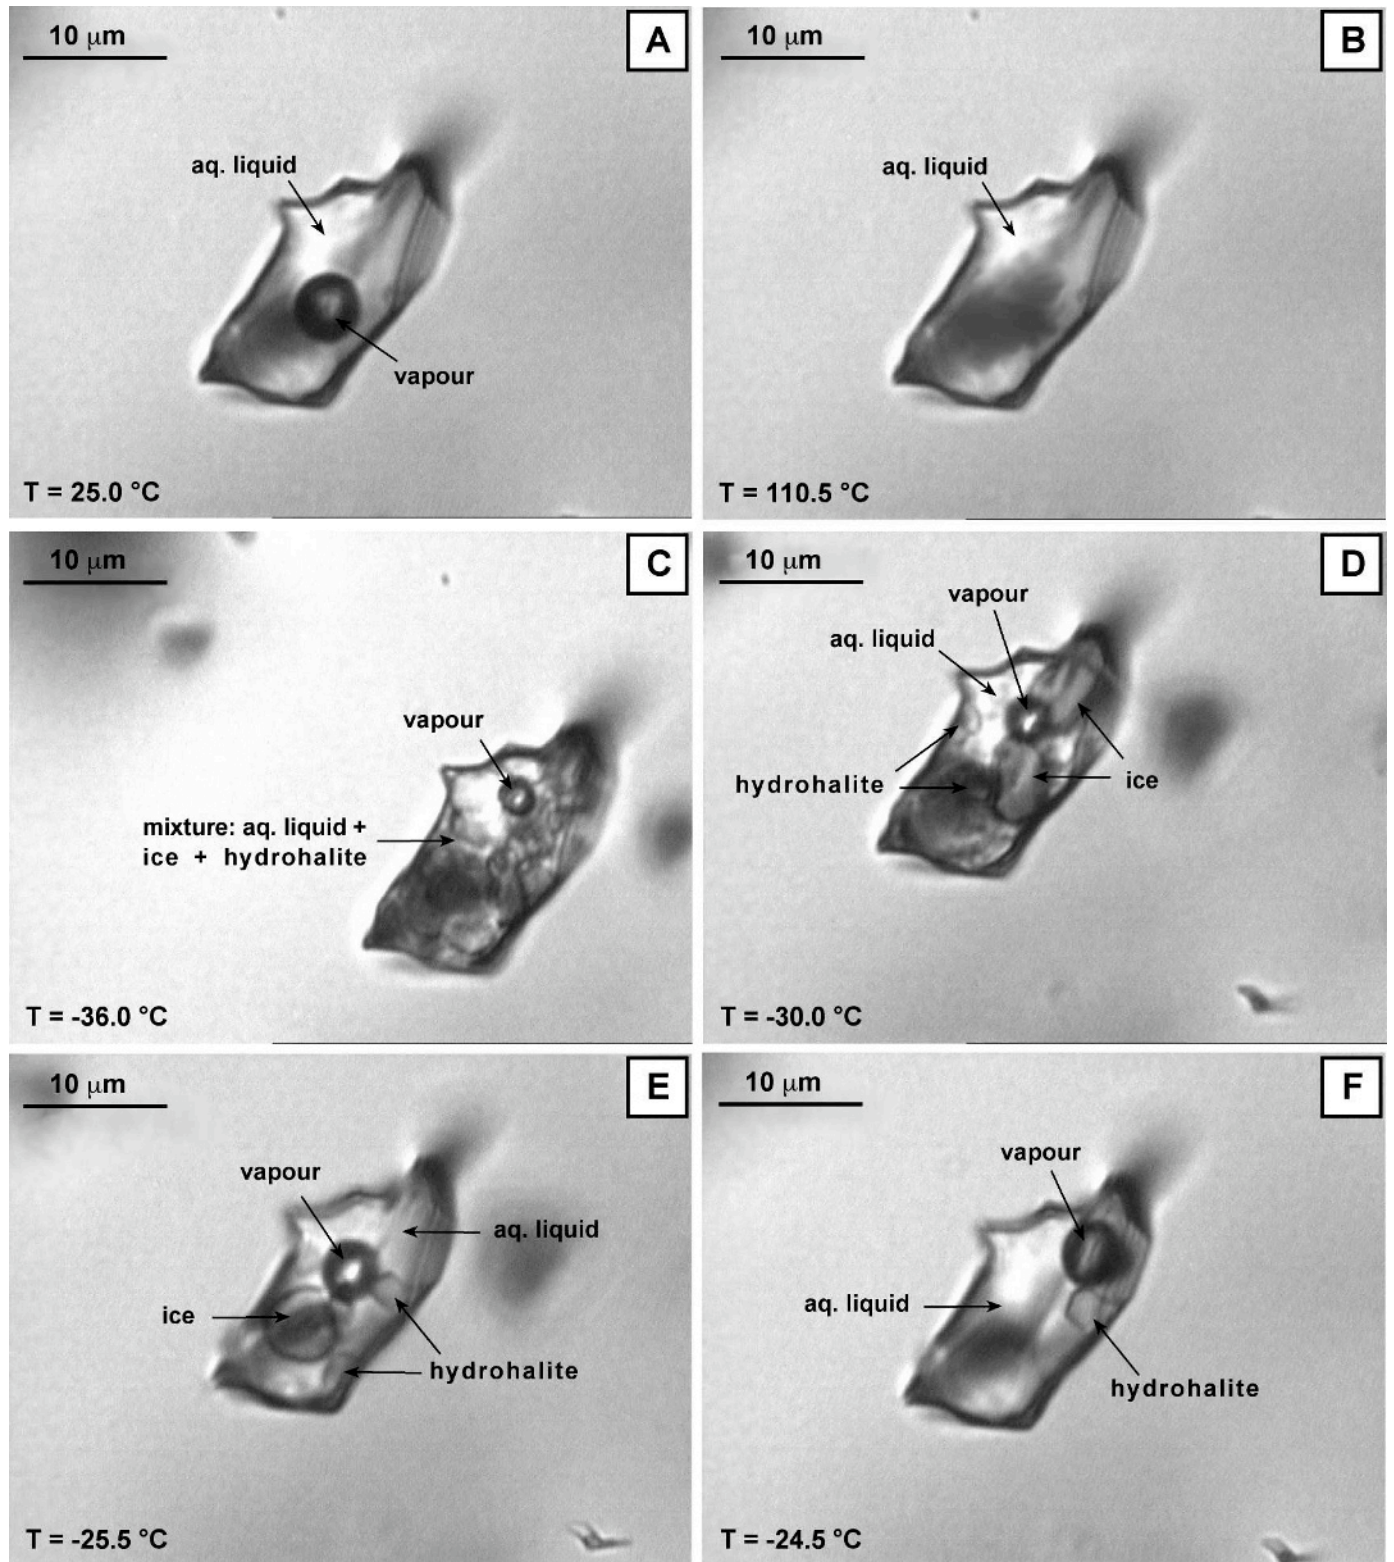 10 μm
A
aq. liquid
vapour
T = 25.0 °C
10 μm
B
aq. liquid
T = 110.5 °C
10 μm
C
vapour
mixture: aq. liquid +
ice + hydrohalite
T = -36.0 °C
10 μm
D
vapour
aq. liquid
hydrohalite
ice
T = -30.0 °C
10 μm
E
vapour
aq. liquid
ice
hydrohalite
T = -25.5 °C
10 μm
F
vapour
aq. liquid
hydrohalite
T = -24.5 °C